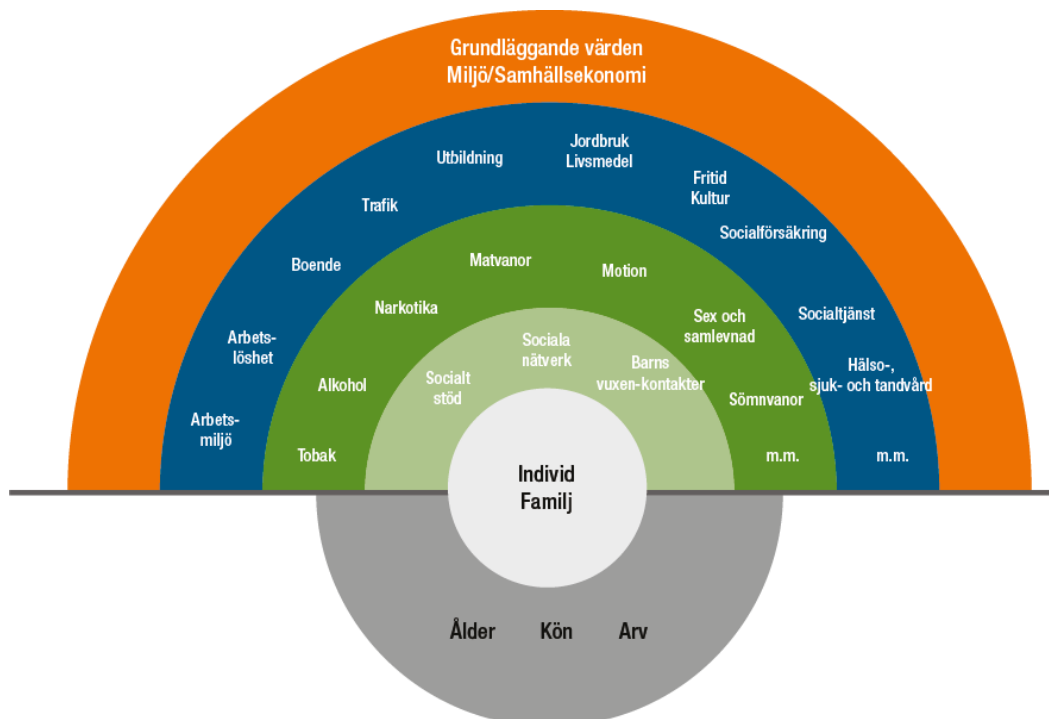 Grundläggande värden
Miljö/Samhällsekonomi
Utbildning
Jordbruk
Livsmedel
Fritid
Kultur
Trafik
Socialförsäkring
Boende
Socialtjänst
Arbets-
löshet
Hälso-,
sjuk- och tandvård
Arbets-
miljö
m.m.
Matvanor
Motion
Narkotika
Sex och
samlevnad
Alkohol
Sömnvanor
Tobak
m.m.
Sociala
nätverk
Socialt
stöd
Barns
vuxen-kontakter
Individ
Familj
Ålder Kön Arv